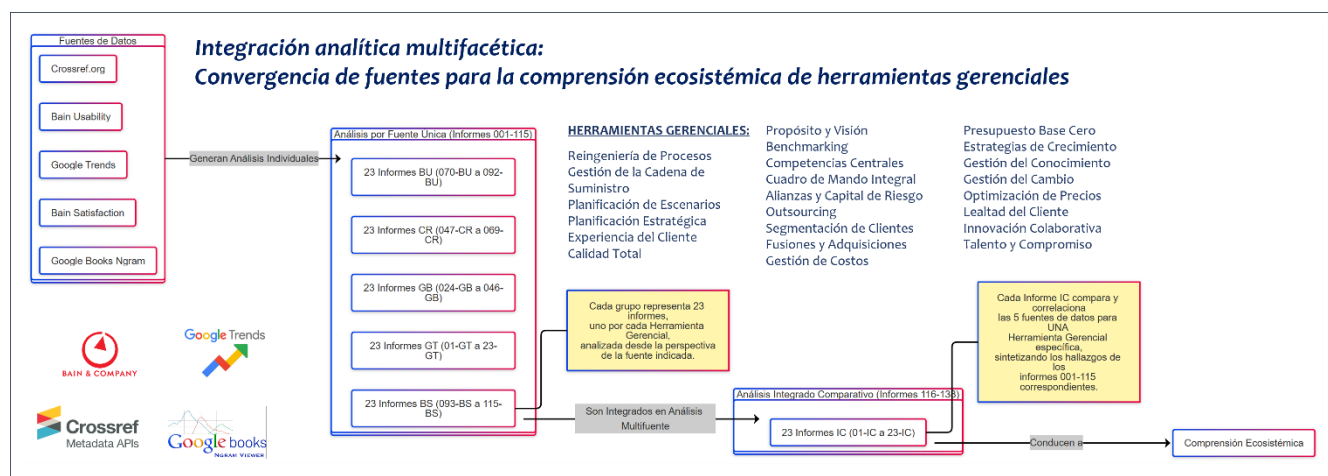 Fuentes de Datos
Crossref.org
Bain Usability
Google Trends
Bain Satisfaction
Google Books Ngram
Integración analítica multifacética:
Convergencia de fuentes para la comprensión ecosistémica de herramientas gerenciales
Generan Análisis Individuales
Análisis por Fuente Única (Informes 001-115)
23 Informes BU (070-BU a 092-
BU)
23 Informes CR (047-CR a 069-
CR)
23 Informes GB (024-GB a 046-
GB)
23 Informes GT (01-GT a 23-
GT)
23 Informes BS (093-BS a 115-
BS)
HERRAMIENTAS GERENCIALES:
Reingeniería de Procesos
Gestión de la Cadena de
Suministro
Planificación de Escenarios
Planificación Estratégica
Experiencia del Cliente
Calidad Total
Propósito y Visión
Benchmarking
Competencias Centrales
Cuadro de Mando Integral
Alianzas y Capital de Riesgo
Outsourcing
Segmentación de Clientes
Fusiones y Adquisiciones
Gestión de Costos
Presupuesto Base Cero
Estrategias de Crecimiento
Gestión del Conocimiento
Gestión del Cambio
Optimización de Precios
Lealtad del Cliente
Innovación Colaborativa
Talento y Compromiso
Cada grupo representa 23
informes,
uno por cada Herramienta
Gerencial,
analizada desde la perspectiva
de la fuente indicada.
Cada Informe IC compara y
correlaciona
las 5 fuentes de datos para
UNA
Herramienta Gerencial
específica,
sintetizando los hallazgos de
los
informes 001-115
correspondientes.
Son Integrados en Análisis
Multifuente
Análisis Integrado Comparativo (Informes 116-138)
23 Informes IC (01-IC a 23-IC)
Conducen a
Comprensión Ecosistémica
BAIN & COMPANY
Google Trends
Crossref
Metadata APIs
Google books
NGRAM VIEWER